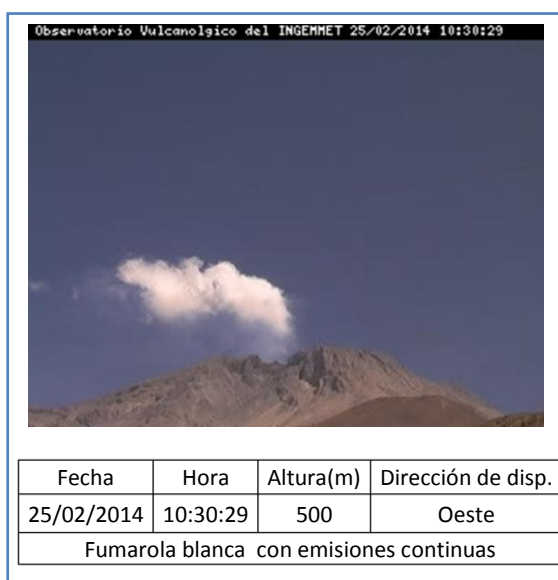 Observatorio Vulcanolgico del INGEMMET 25/02/2014 10:30:29
Fecha Hora Altura(m) Dirección de disp.
25/02/2014 10:30:29 500 Oeste
Fumarola blanca con emisiones continuas